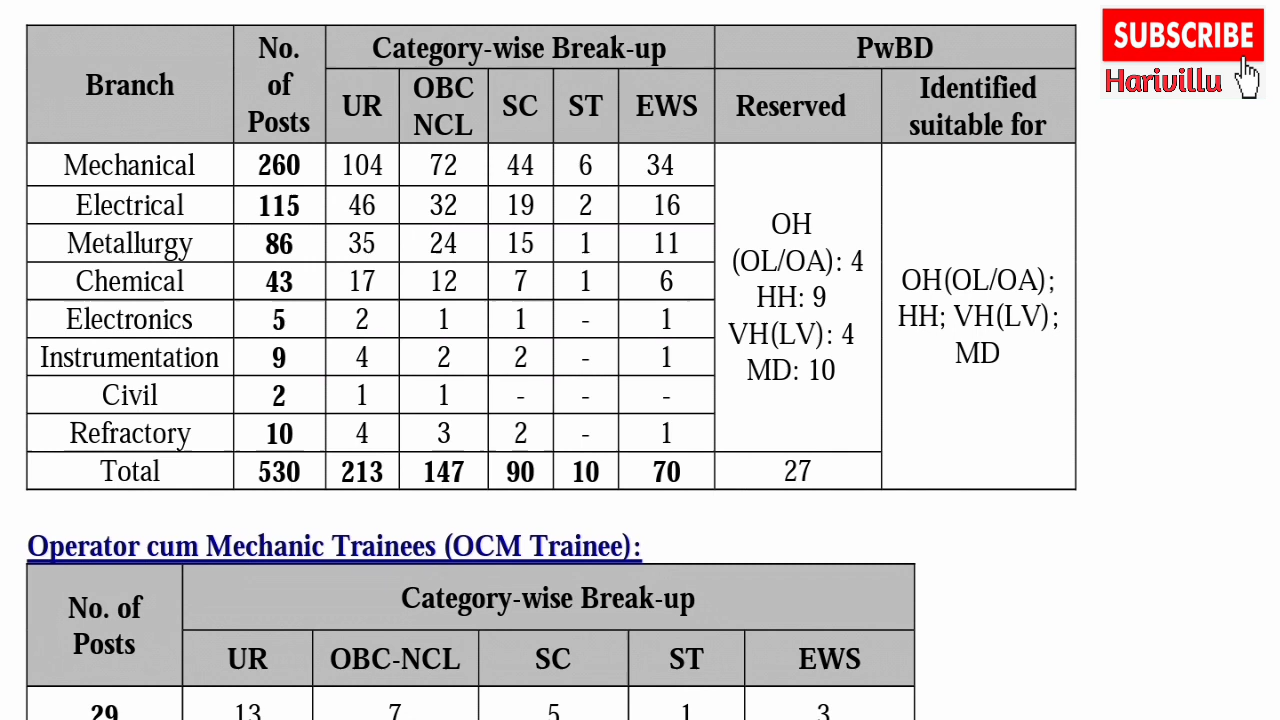 Branch No. of Posts Category-wise Break-up PwBD
UR OBC NCL SC ST EWS Reserved Identified suitable for
Mechanical 260 104 72 44 6 34
Electrical 115 46 32 19 2 16
Metallurgy 86 35 24 15 1 11
Chemical 43 17 12 7 1 6
Electronics 5 2 1 1 - 1
Instrumentation 9 4 2 2 - 1
Civil 2 1 1 - - -
Refractory 10 4 3 2 - 1
OH
(OL/OA): 4
HH: 9
VH(LV): 4
MD: 10
OH(OL/OA);
HH; VH(LV);
MD
Total 530 213 147 90 10 70 27
SUBSCRIBE
Harivillu
Operator cum Mechanic Trainees (OCM Trainee):
No. of Posts Category-wise Break-up
UR OBC-NCL SC ST EWS
29 13 7 5 1 3